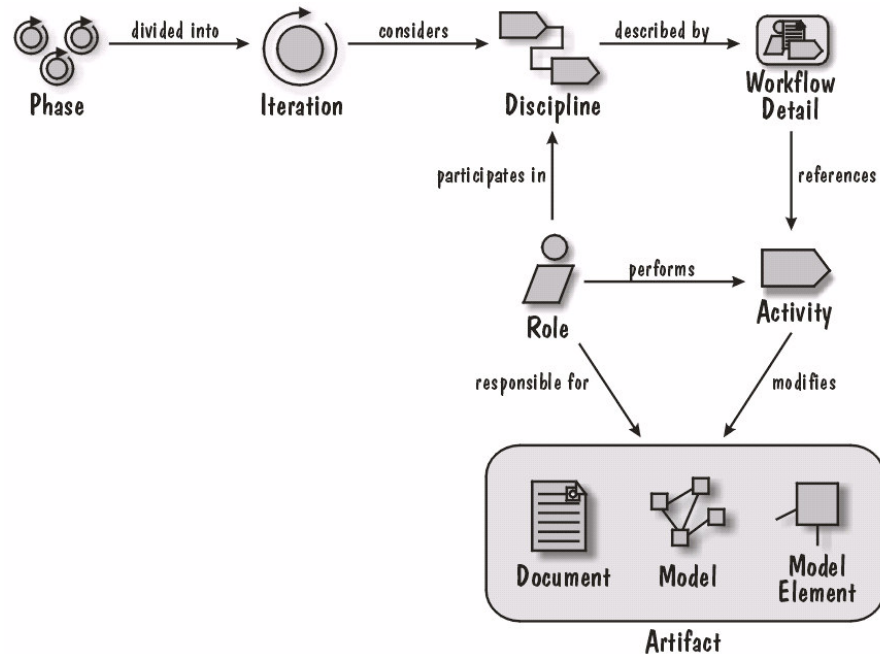 divided into
considers
described by
Phase
Iteration
Discipline
Workflow
Detail
participates in
references
performs
Role
Activity
responsible for
modifies
Document
Model
Model
Element
Artifact